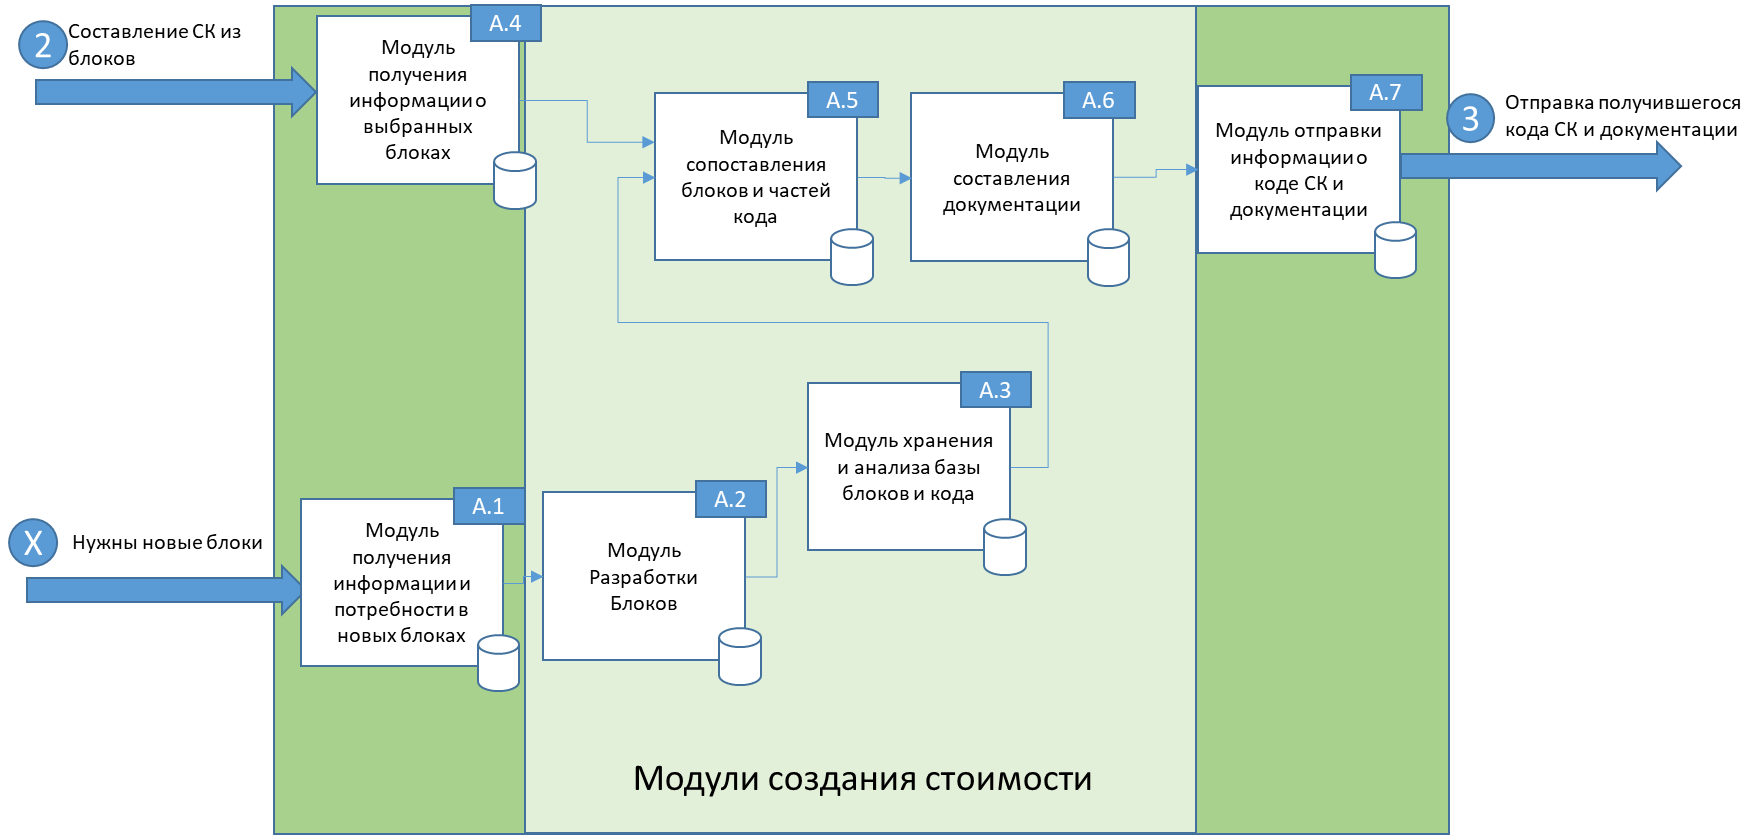 2
Составление СК из
блоков
А.4
Модуль
получения
информации о
выбранных
блоках
А.5
Модуль
сопоставления
блоков и частей
кода
А.6
Модуль
составления
документации
А.7
Модуль отправки
информации о
коде СК и
документации
3
Отправка получившегося
кода СК и документации
Х
Нужны новые блоки
А.1
Модуль
получения
информации и
потребности в
новых блоках
А.2
Модуль
Разработки
Блоков
А.3
Модуль хранения
и анализа базы
блоков и кода
Модули создания стоимости